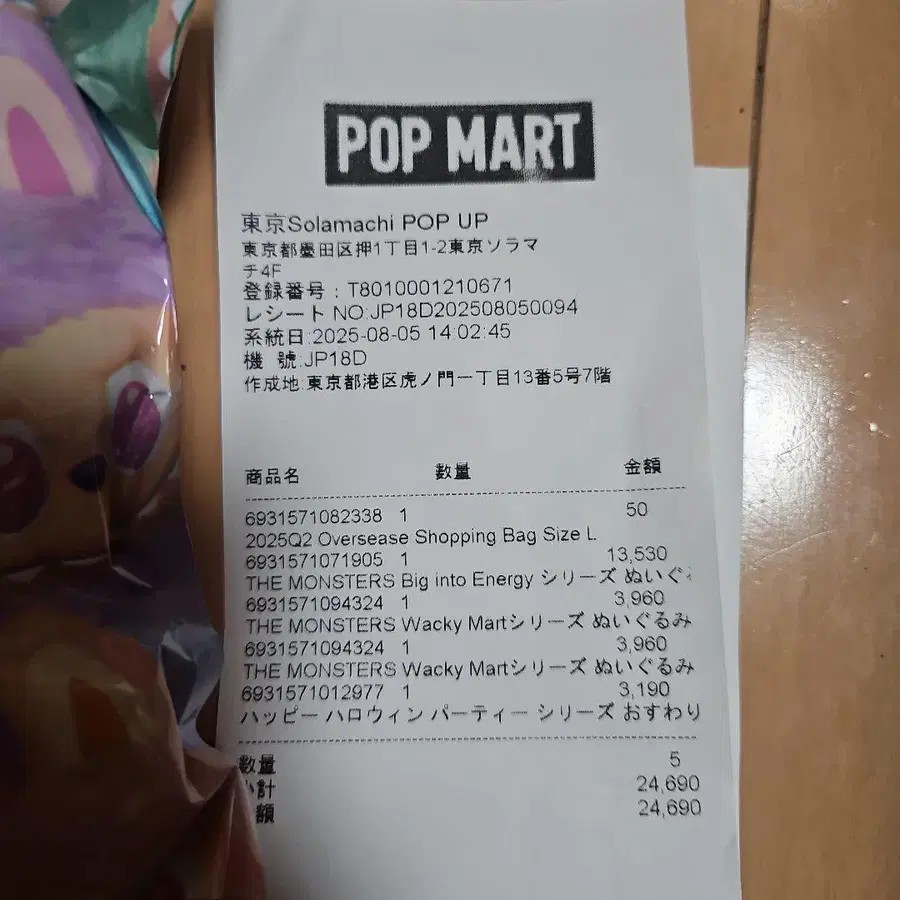 POP MART
東京Solamachi POP UP
東京都墨田区押1丁目1-2東京ソラマ
チ4F
登録番号：T8010001210671
レシート NO:JP18D202508050094
系統日:2025-08-05 14:02:45
機 號:JP18D
作成地:東京都港区虎ノ門一丁目13番5号7階
商品名 数量 金額
6931571082338 1 50
2025Q2 Oversease Shopping Bag Size L
6931571071905 1 13,530
THE MONSTERS Big into Energy シリーズ ぬいぐ
6931571094324 1 3,960
THE MONSTERS Wacky Martシリーズ ぬいぐるみ
6931571094324 1 3,960
THE MONSTERS Wacky Martシリーズ ぬいぐるみ
6931571012977 1 3,190
ハッピー ハロウィン パーティー シリーズ おすわり
数量 5
小計 24,690
額 24,690